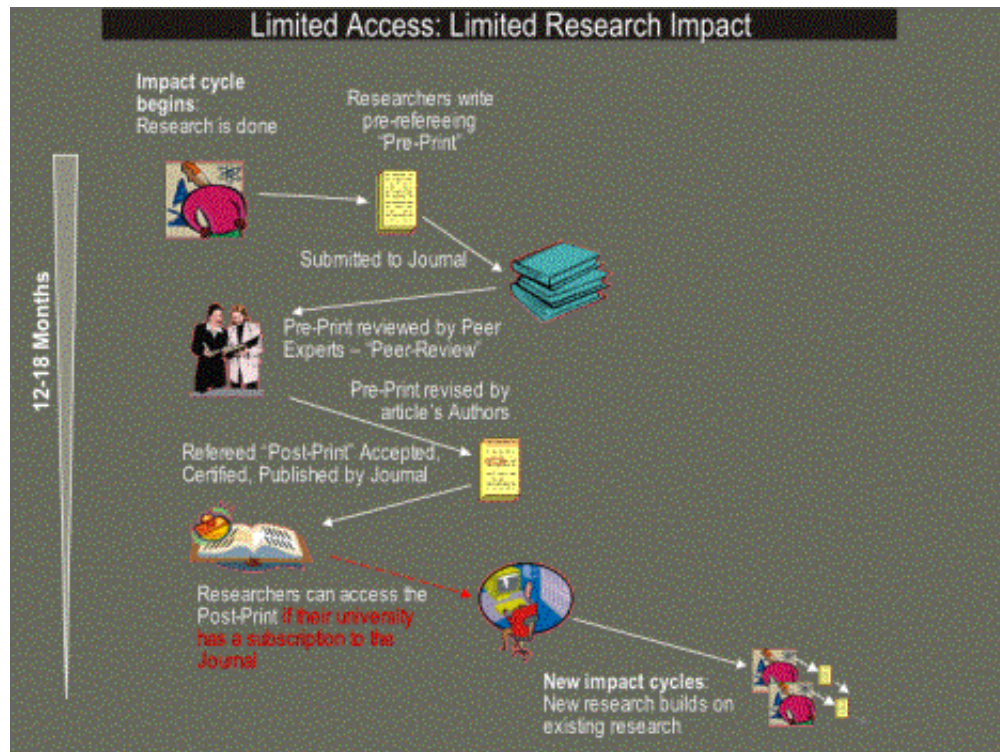 Limited Access: Limited Research Impact
Impact cycle
begins:
Research is done
Researchers write
pre-refereeing
"Pre-Print"
Submitted to Journal
12-18 Months
Pre-Print reviewed by Peer
Experts – "Peer-Review"
Pre-Print revised by
article's Authors
Refereed "Post-Print" Accepted,
Certified, Published by Journal
Researchers can access the
Post-Print if their university
has a subscription to the
Journal
New impact cycles:
New research builds on
existing research